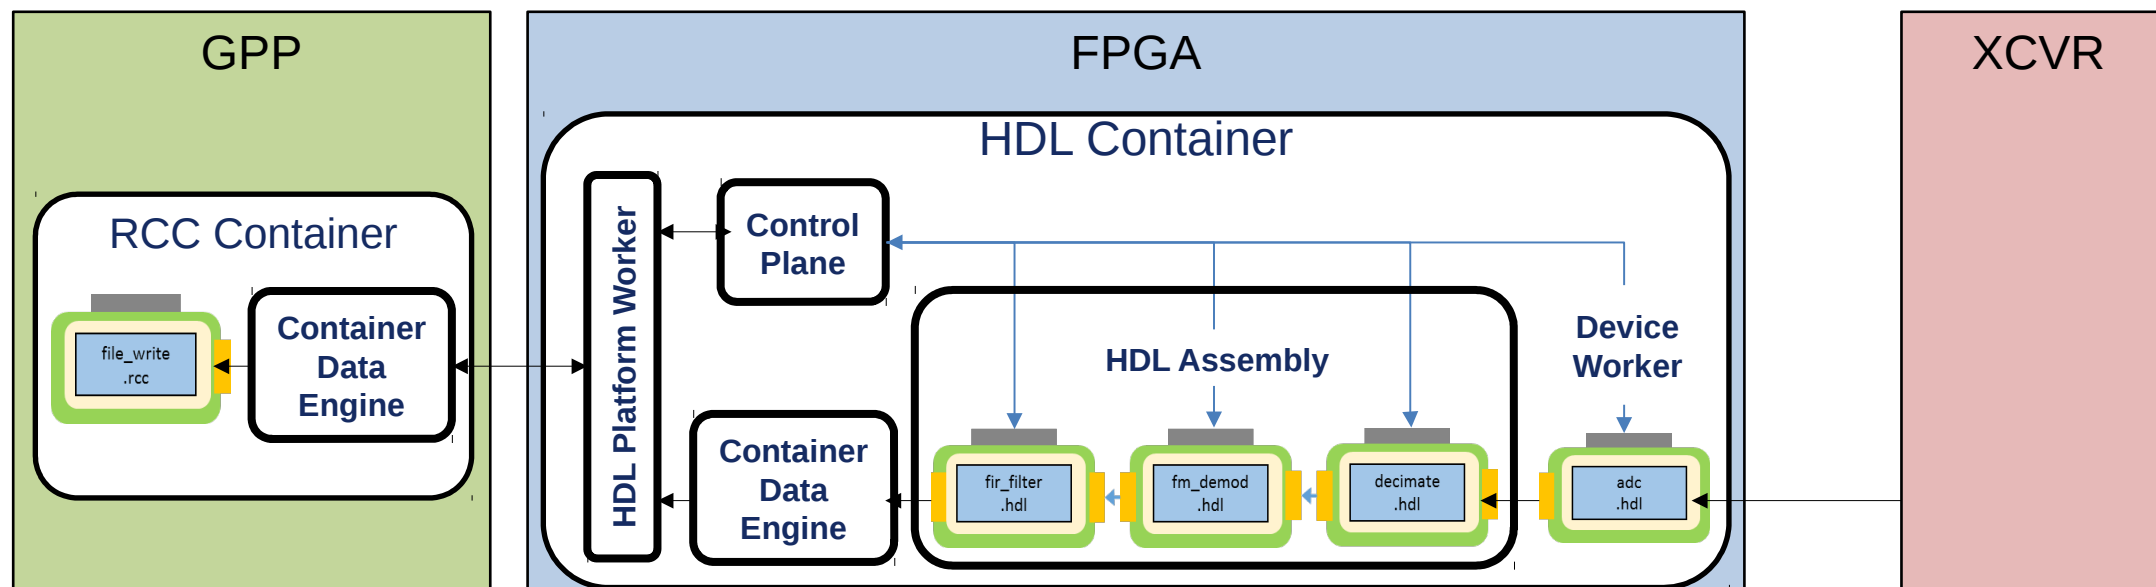 GPP
RCC Container
file_write
.rcc
Container
Data
Engine
FPGA
HDL Container
HDL Platform Worker
Control
Plane
Container
Data
Engine
HDL Assembly
fir_filter
.hdl
fm_demod
.hdl
decimate
.hdl
Device
Worker
adc
.hdl
XCVR